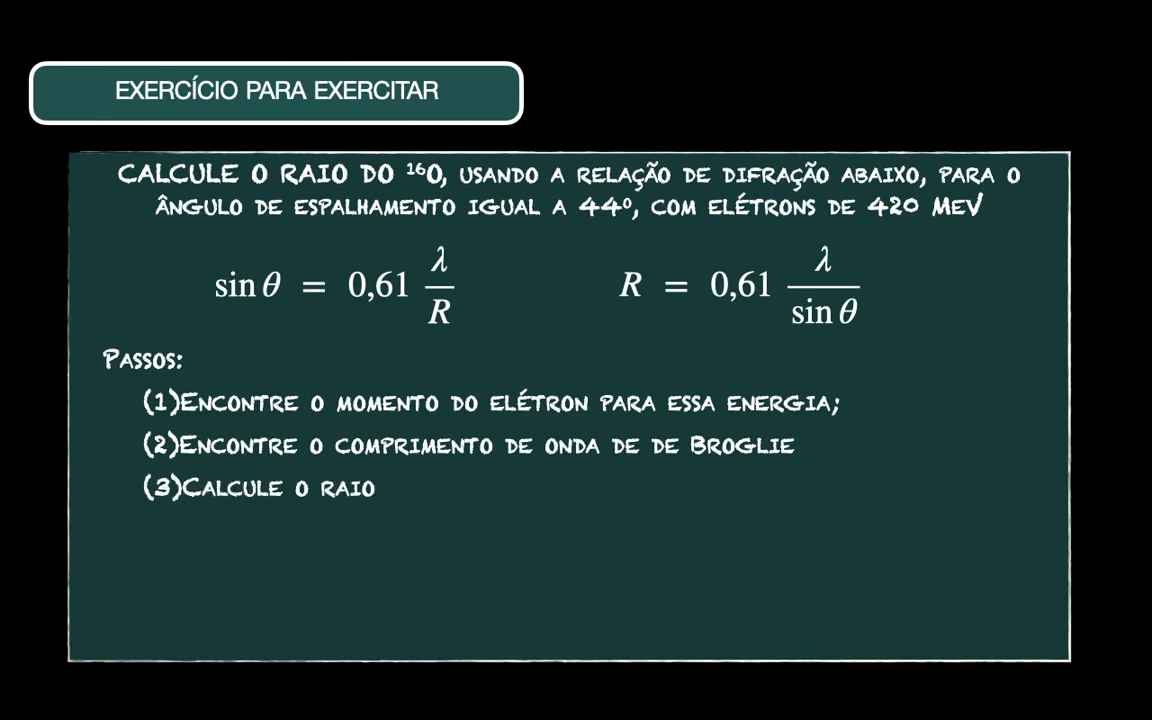 EXERCÍCIO PARA EXERCITAR
CALCULE O RAIO DO ¹⁶O, USANDO A RELAÇÃO DE DIFRAÇÃO ABAIXO, PARA O
ÂNGULO DE ESPALHAMENTO IGUAL A 44º, COM ELÉTRONS DE 420 MEV
sin θ = 0,61 λ/R    R = 0,61 λ/sin θ
PASSOS:
(1)ENCONTRE O MOMENTO DO ELÉTRON PARA ESSA ENERGIA;
(2)ENCONTRE O COMPRIMENTO DE ONDA DE DE BROGLIE
(3)CALCULE O RAIO